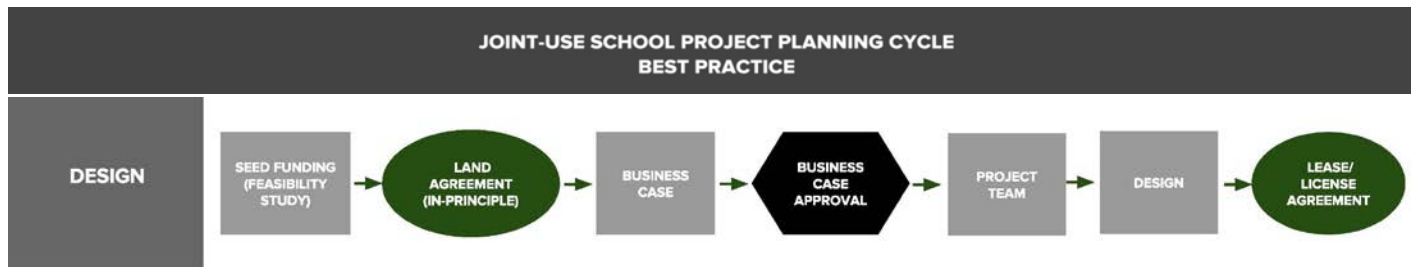 JOINT-USE SCHOOL PROJECT PLANNING CYCLE
BEST PRACTICE
DESIGN
SEED FUNDING
(FEASIBILITY
STUDY)
LAND
AGREEMENT
(IN-PRINCIPLE)
BUSINESS
CASE
BUSINESS
CASE
APPROVAL
PROJECT
TEAM
DESIGN
LEASE/
LICENSE
AGREEMENT